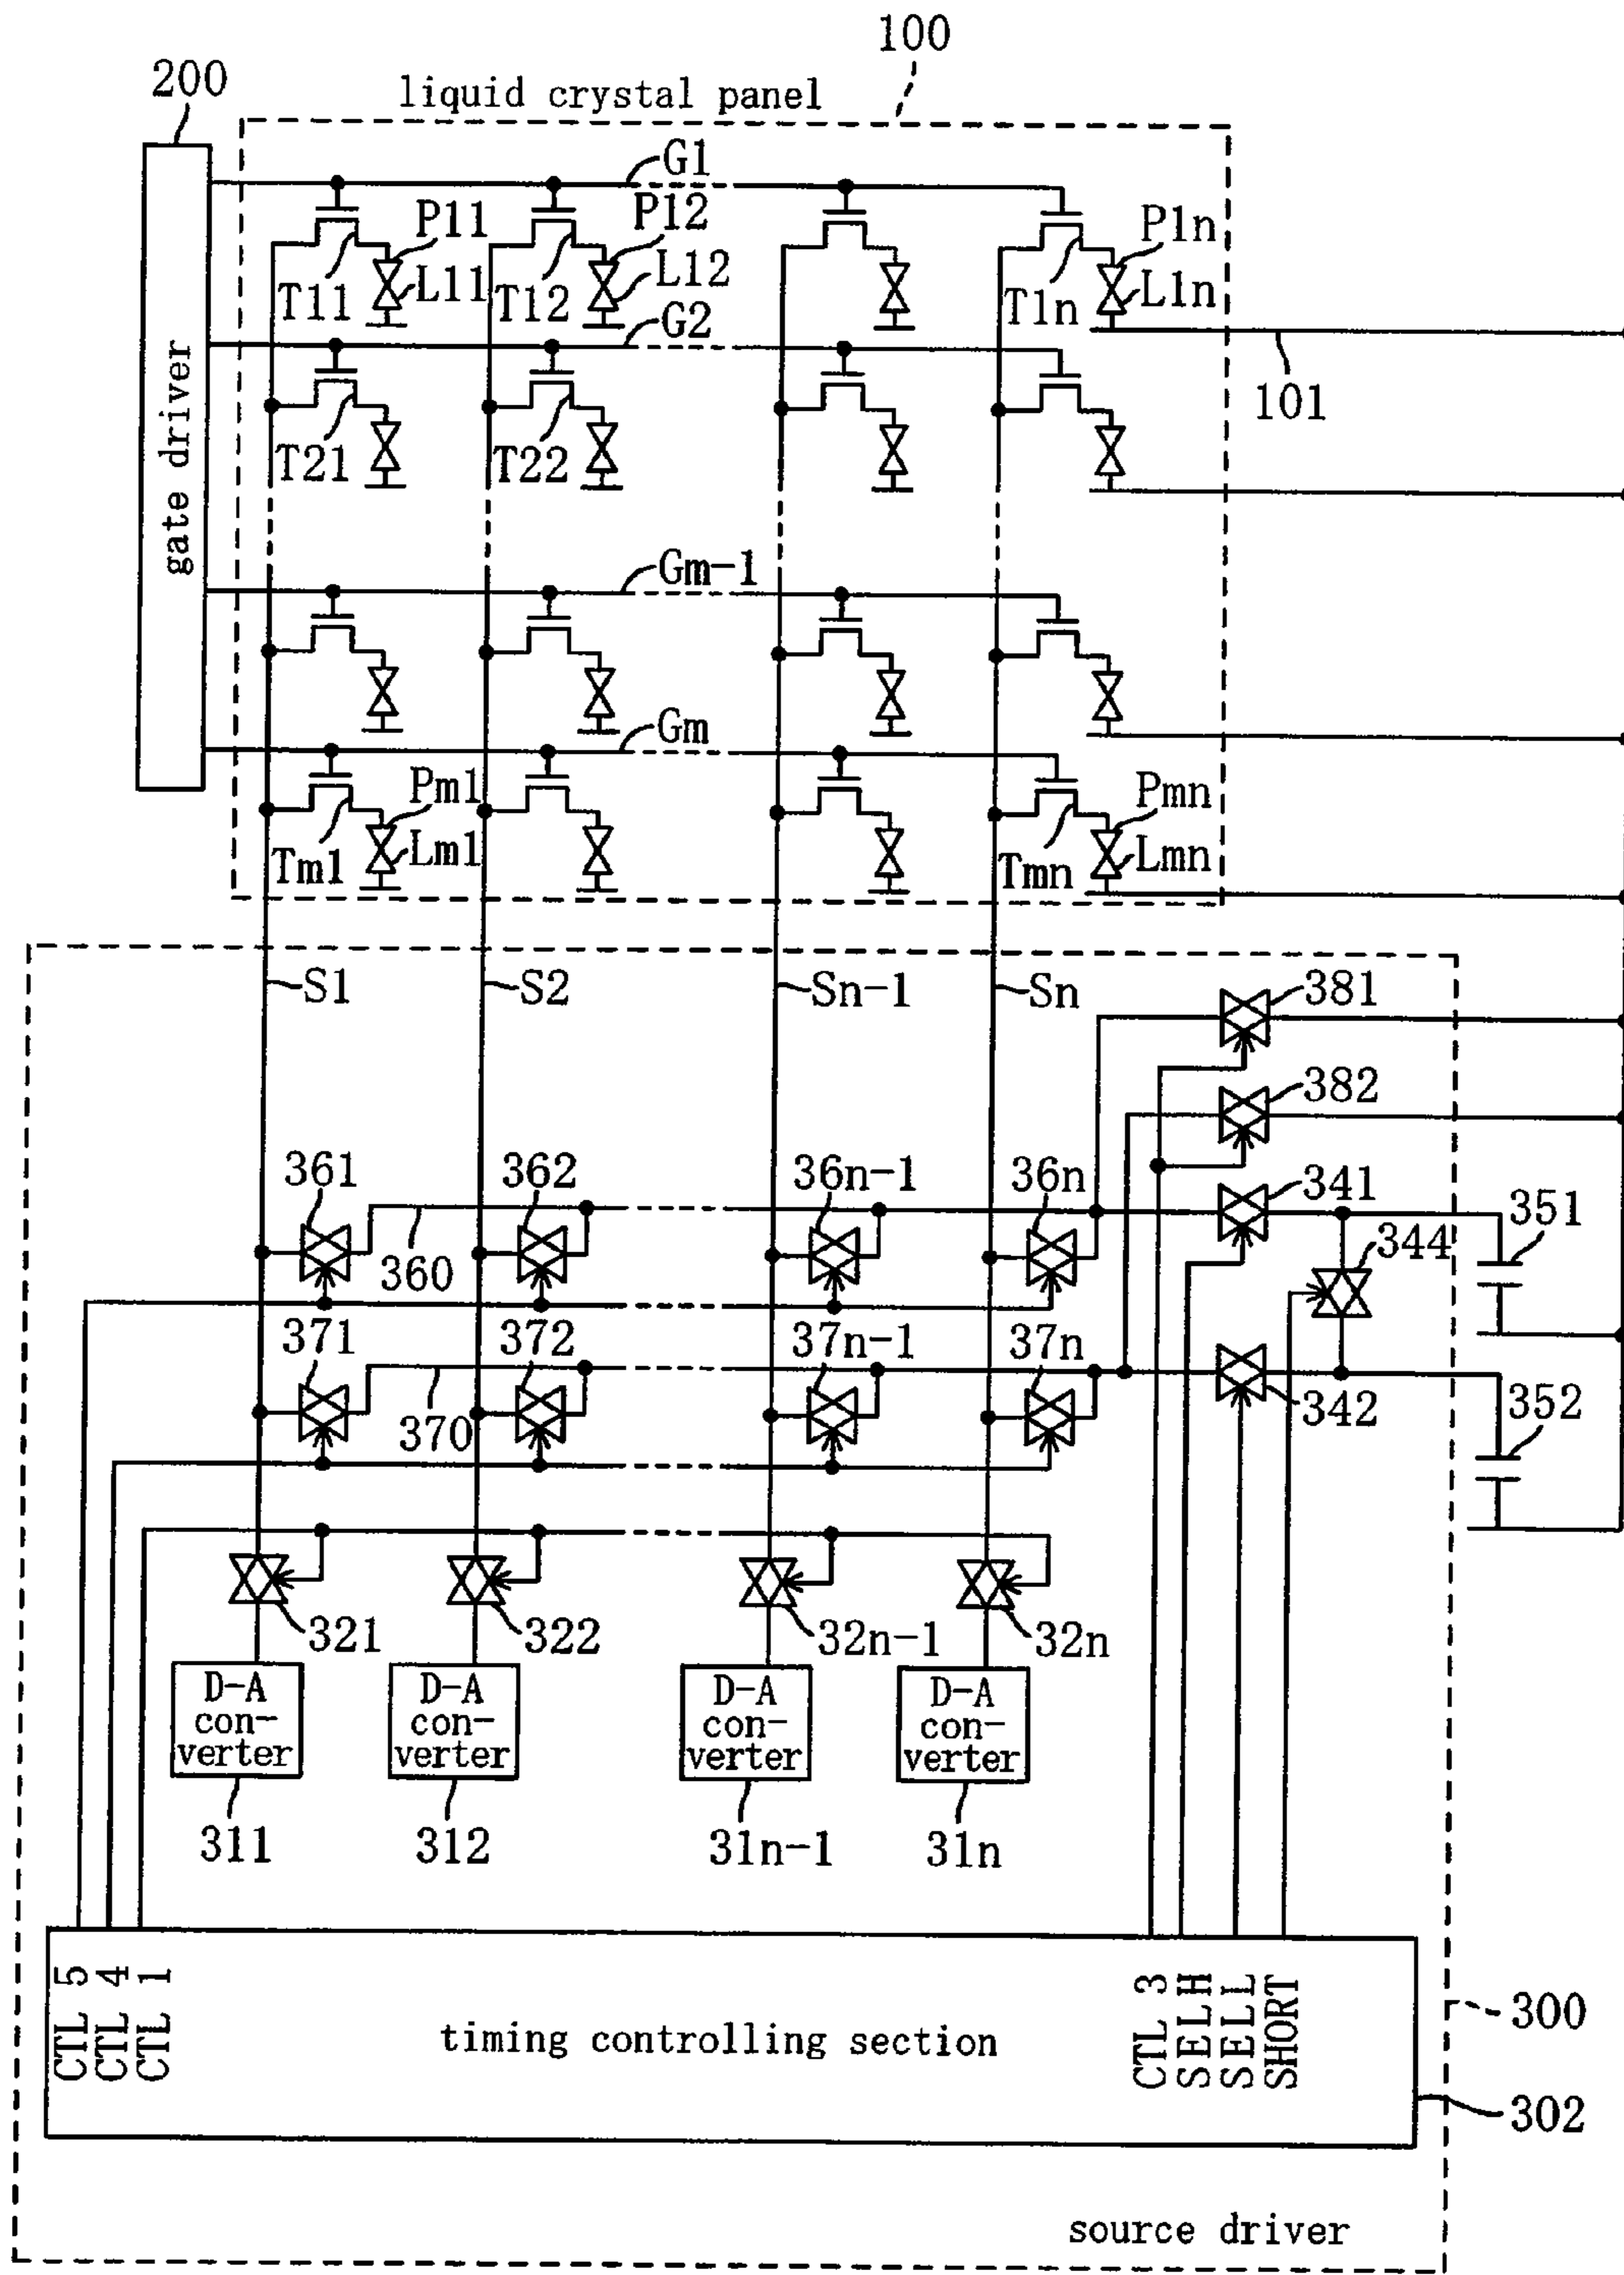 100
200
liquid crystal panel
G1
P11
P12
P1n
T11
L11
T12
L12
T1n
L1n
G2
101
gate driver
T21
T22
Gm-1
Gm
Pm1
Pmn
Tm1
Lm1
Tmn
Lmn
S1
S2
Sn-1
Sn
381
382
361
362
36n-1
36n
341
351
344
360
371
372
37n-1
37n
342
352
370
321
322
32n-1
32n
D-A
con-
verter
D-A
con-
verter
D-A
con-
verter
D-A
con-
verter
311
312
31n-1
31n
CTL 5
CTL 4
CTL 1
timing controlling section
CTL 3
SELH
SELL
SHORT
300
302
source driver